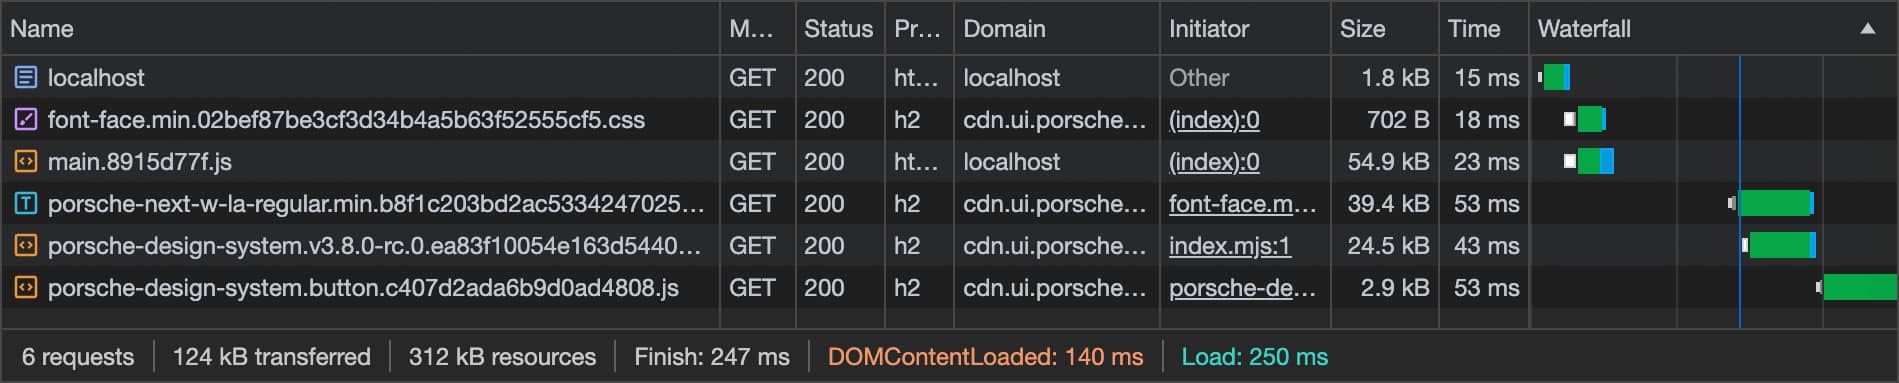 Name M... Status Pr... Domain Initiator Size Time Waterfall ▲
localhost GET 200 ht... localhost Other 1.8 kB 15 ms
font-face.min.02bef87be3cf3d34b4a5b63f52555cf5.css GET 200 h2 cdn.ui.porsche... (index):0 702 B 18 ms
main.8915d77f.js GET 200 ht... localhost (index):0 54.9 kB 23 ms
porsche-next-w-la-regular.min.b8f1c203bd2ac5334247025... GET 200 h2 cdn.ui.porsche... font-face.m... 39.4 kB 53 ms
porsche-design-system.v3.8.0-rc.0.ea83f10054e163d5440... GET 200 h2 cdn.ui.porsche... index.mjs:1 24.5 kB 43 ms
porsche-design-system.button.c407d2ada6b9d0ad4808.js GET 200 h2 cdn.ui.porsche... porsche-de... 2.9 kB 53 ms
6 requests 124 kB transferred 312 kB resources Finish: 247 ms DOMContentLoaded: 140 ms Load: 250 ms